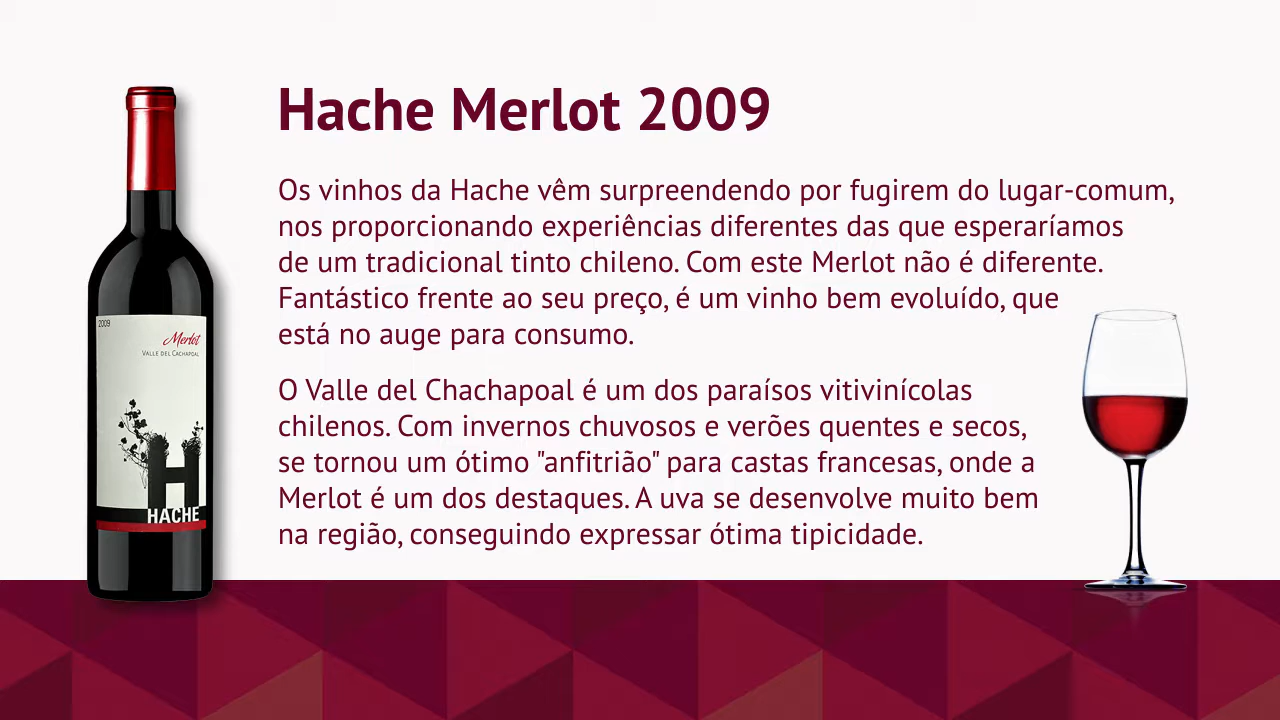 Hache Merlot 2009
Os vinhos da Hache vêm surpreendendo por fugirem do lugar-comum,
nos proporcionando experiências diferentes das que esperaríamos
de um tradicional tinto chileno. Com este Merlot não é diferente.
Fantástico frente ao seu preço, é um vinho bem evoluído, que
está no auge para consumo.
O Valle del Chachapoal é um dos paraísos vitivinícolas
chilenos. Com invernos chuvosos e verões quentes e secos,
se tornou um ótimo "anfitrião" para castas francesas, onde a
Merlot é um dos destaques. A uva se desenvolve muito bem
na região, conseguindo expressar ótima tipicidade.
2009
Merlot
VALLE DEL CACHAPOAL
H
HACHE